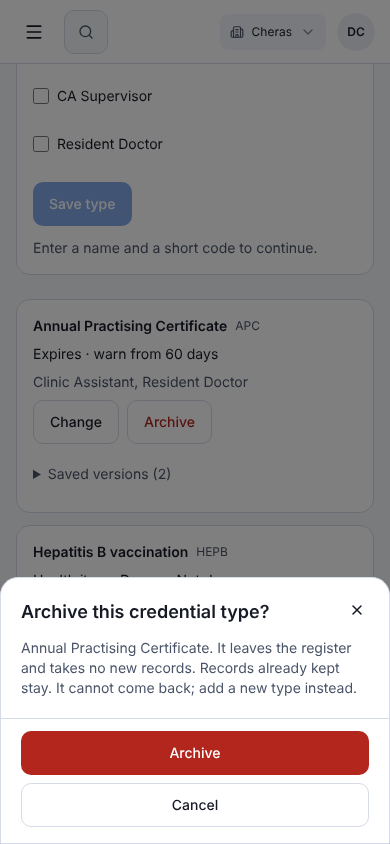 Cheras
DC
CA Supervisor
Resident Doctor
Save type
Enter a name and a short code to continue.
Annual Practising Certificate APC
Expires · warn from 60 days
Clinic Assistant, Resident Doctor
Change
Archive
Saved versions (2)
Hepatitis B vaccination HEPB
Archive this credential type?
Annual Practising Certificate. It leaves the register
and takes no new records. Records already kept
stay. It cannot come back; add a new type instead.
Archive
Cancel